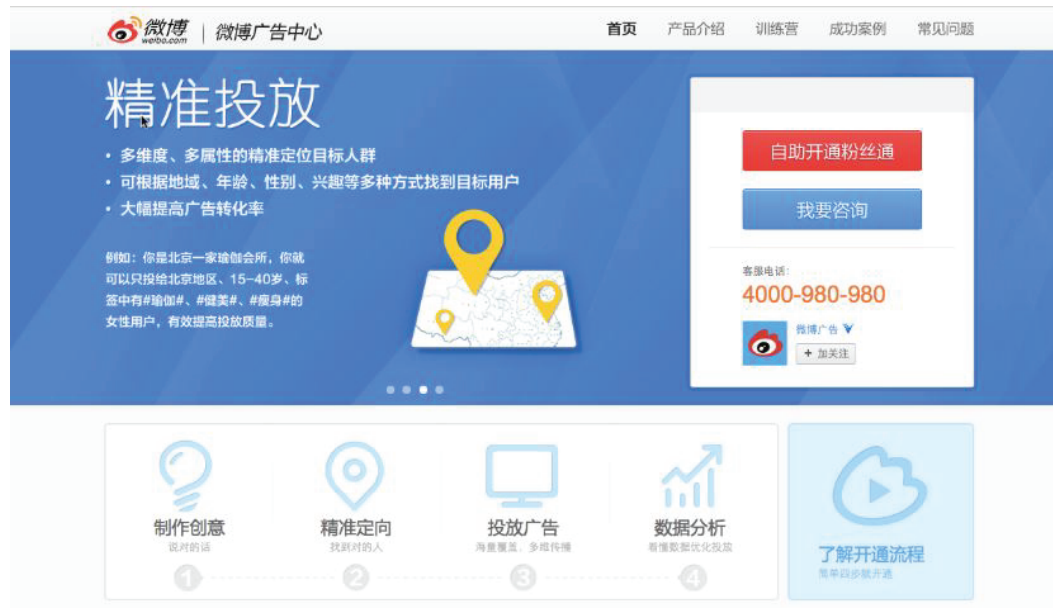 微博
weibo.com
微博广告中心
首页 产品介绍 训练营 成功案例 常见问题
精准投放
· 多维度、多属性的精准定位目标人群
· 可根据地域、年龄、性别、兴趣等多种方式找到目标用户
· 大幅提高广告转化率
例如：你是北京一家瑜伽会所，你就
可以只投给北京地区、15-40岁、标
签中有#瑜伽#、#健美#、#瘦身#的
女性用户，有效提高投放质量。
自助开通粉丝通
我要咨询
客服电话：
4000-980-980
微博广告
+ 加关注
制作创意
说对的话
1
精准定向
找到对的人
2
投放广告
海量覆盖，多维传播
3
数据分析
看懂数据优化投放
4
了解开通流程
简单四步就开通